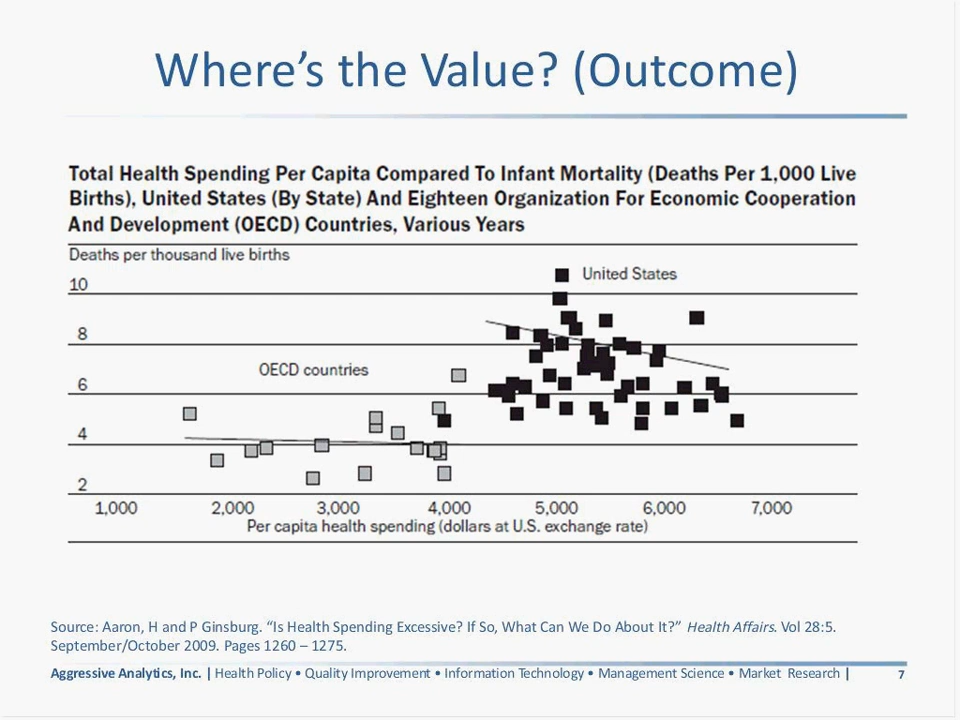 Where’s the Value? (Outcome)
Total Health Spending Per Capita Compared To Infant Mortality (Deaths Per 1,000 Live
Births), United States (By State) And Eighteen Organization For Economic Cooperation
And Development (OECD) Countries, Various Years
Deaths per thousand live births
United States
10
8
OECD countries
6
4
2
1,000 2,000 3,000 4,000 5,000 6,000 7,000
Per capita health spending (dollars at U.S. exchange rate)
Source: Aaron, H and P Ginsburg. “Is Health Spending Excessive? If So, What Can We Do About It?” Health Affairs. Vol 28:5.
September/October 2009. Pages 1260 – 1275.
Aggressive Analytics, Inc. | Health Policy • Quality Improvement • Information Technology • Management Science • Market Research | 7